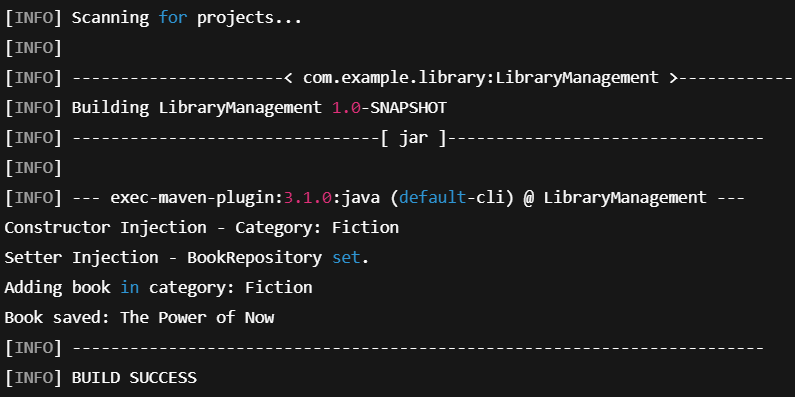 [INFO] Scanning for projects...
[INFO]
[INFO] ----------------------< com.example.library:LibraryManagement >------------
[INFO] Building LibraryManagement 1.0-SNAPSHOT
[INFO] --------------------------------[ jar ]---------------------------------
[INFO]
[INFO] --- exec-maven-plugin:3.1.0:java (default-cli) @ LibraryManagement ---
Constructor Injection - Category: Fiction
Setter Injection - BookRepository set.
Adding book in category: Fiction
Book saved: The Power of Now
[INFO] ------------------------------------------------------------------------
[INFO] BUILD SUCCESS